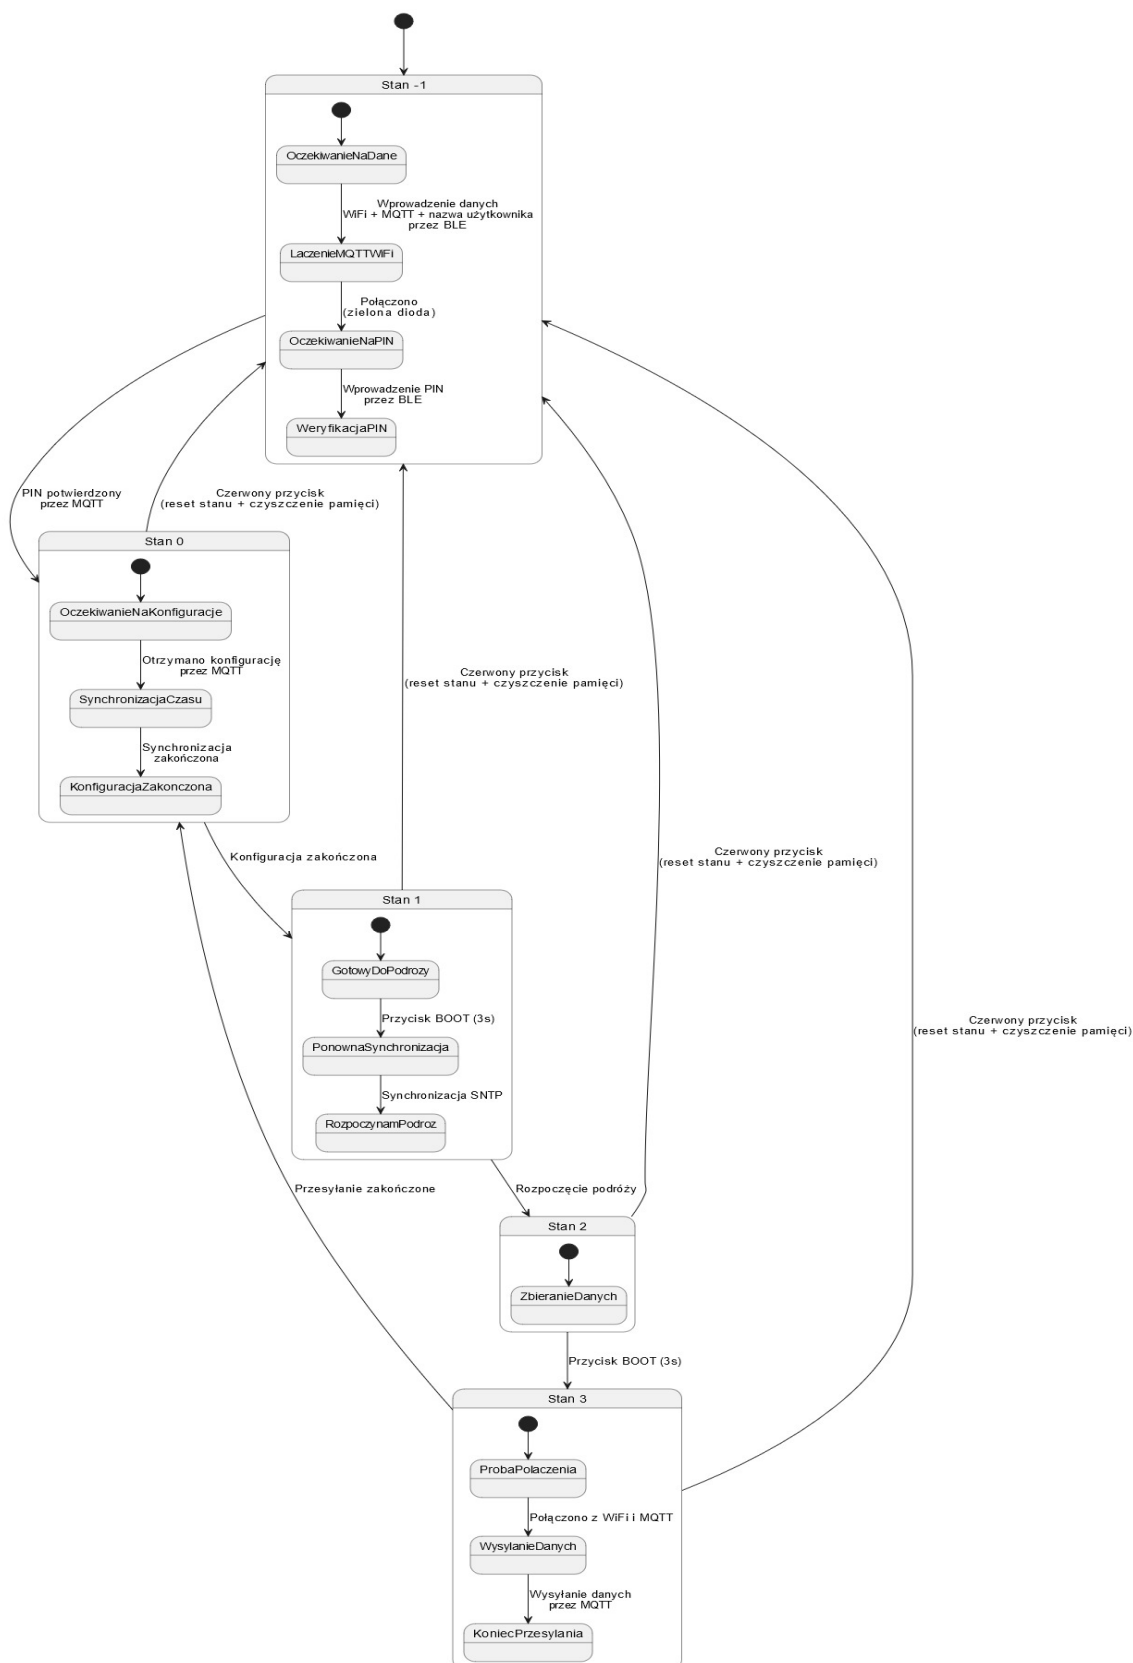 Stan -1
OczekiwanieNaDane
Wprowadzenie danych
WiFi + MQTT + nazwa użytkownika
przez BLE
LaczenieMQTTWiFi
Połączono
(zielona dioda)
OczekiwanieNaPIN
Wprowadzenie PIN
przez BLE
WeryfikacjaPIN
PIN potwierdzony
przez MQTT
Czerwony przycisk
(reset stanu + czyszczenie pamięci)
Stan 0
OczekiwanieNaKonfiguracje
Otrzymano konfigurację
przez MQTT
SynchronizacjaCzasu
Synchronizacja
zakończona
KonfiguracjaZakonczona
Czerwony przycisk
(reset stanu + czyszczenie pamięci)
Konfiguracja zakończona
Czerwony przycisk
(reset stanu + czyszczenie pamięci)
Stan 1
GotowyDoPodrozy
Przycisk BOOT (3s)
PonownaSynchronizacja
Synchronizacja SNTP
RozpoczynamPodroz
Czerwony przycisk
(reset stanu + czyszczenie pamięci)
Przesyłanie zakończone
Rozpoczęcie podróży
Stan 2
ZbieranieDanych
Przycisk BOOT (3s)
Stan 3
ProbaPolaczenia
Połączono z WiFi i MQTT
WysylanieDanych
Wysyłanie danych
przez MQTT
KoniecPrzesylania